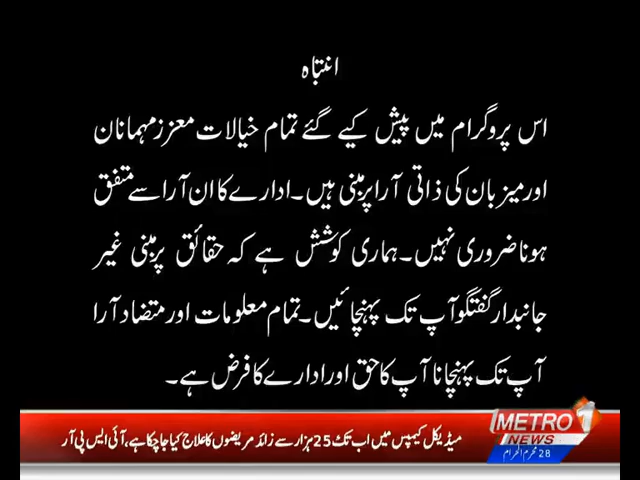 انتباہ
اس پروگرام میں پیش کیے گئے تمام خیالات معزز مہمانان
اور میزبان کی ذاتی آرا پر مبنی ہیں۔ ادارے کا ان آرا سے متفق
ہونا ضروری نہیں۔ ہماری کوشش ہے کہ حقائق پر مبنی غیر
جانبدار گفتگو آپ تک پہنچائیں۔ تمام معلومات اور متضاد آرا
آپ تک پہنچانا آپ کا حق اور ادارے کا فرض ہے۔
METRO 1
NEWS
28 محرم الحرام
میڈیکل کیمپس میں اب تک 25 ہزار سے زائد مریضوں کا علاج کیا جا چکا ہے، آئی ایس پی آر